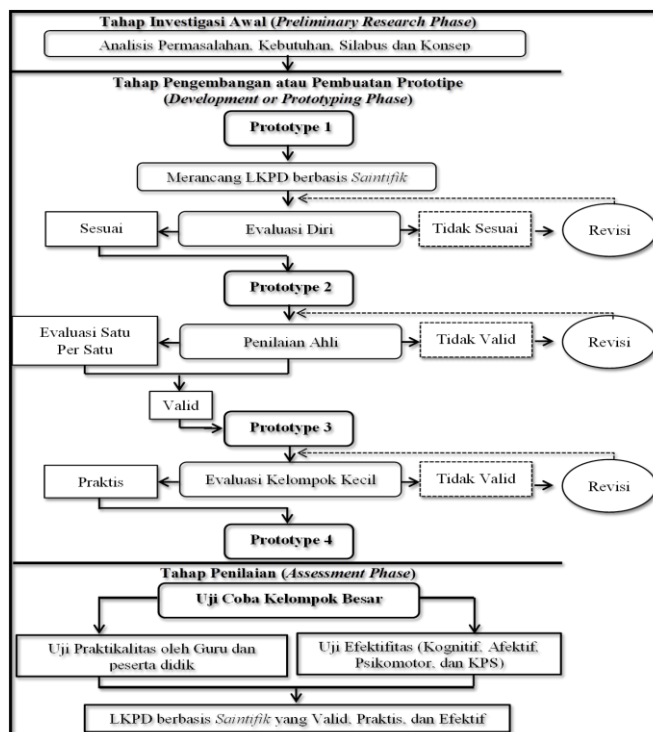 Tahap Investigasi Awal (Preliminary Research Phase)
Analisis Permasalahan, Kebutuhan, Silabus dan Konsep
Tahap Pengembangan atau Pembuatan Prototipe
(Development or Prototyping Phase)
Prototype 1
Merancang LKPD berbasis Saintifik
Sesuai
Evaluasi Diri
Tidak Sesuai
Revisi
Prototype 2
Evaluasi Satu
Per Satu
Penilaian Ahli
Tidak Valid
Revisi
Valid
Prototype 3
Praktis
Evaluasi Kelompok Kecil
Tidak Valid
Revisi
Prototype 4
Tahap Penilaian (Assessment Phase)
Uji Coba Kelompok Besar
Uji Praktikalitas oleh Guru dan
peserta didik
Uji Efektifitas (Kognitif, Afektif,
Psikomotor, dan KPS)
LKPD berbasis Saintifik yang Valid, Praktis, dan Efektif